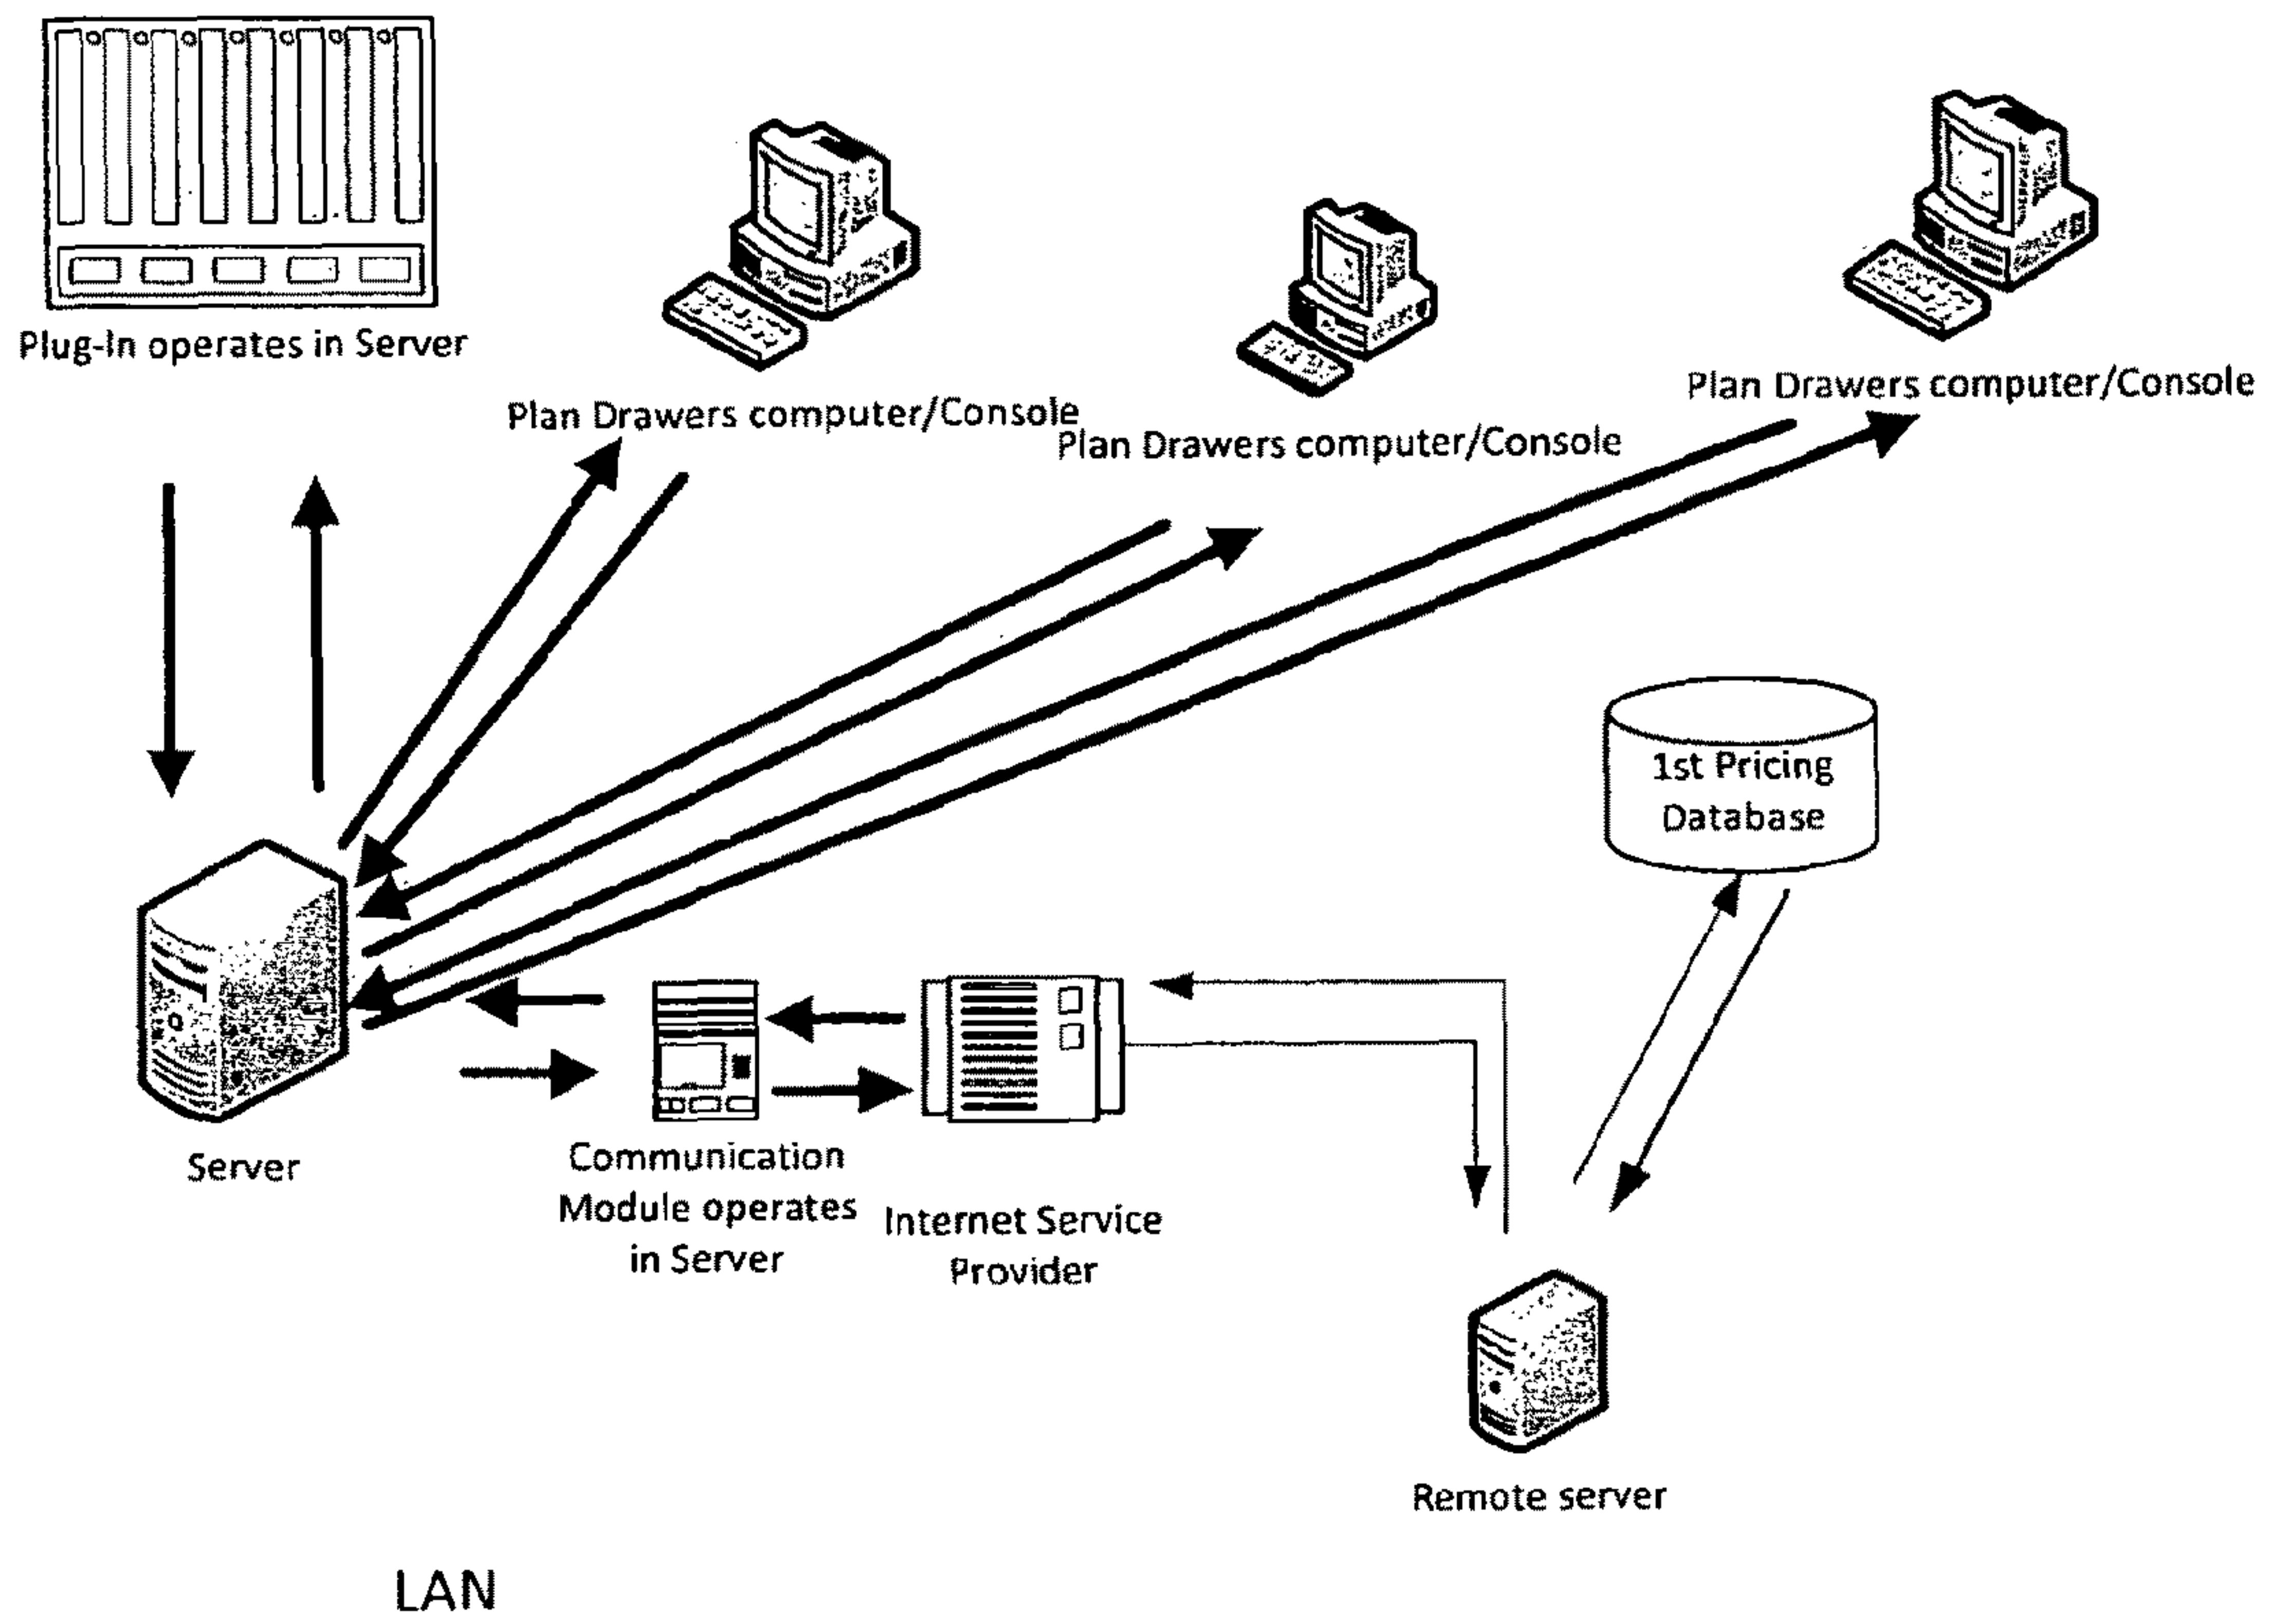 Plug-In operates in Server
Plan Drawers computer/Console
Plan Drawers computer/Console
Plan Drawers computer/Console
1st Pricing
Database
Server
Communication
Module operates
in Server
Internet Service
Provider
Remote server
LAN